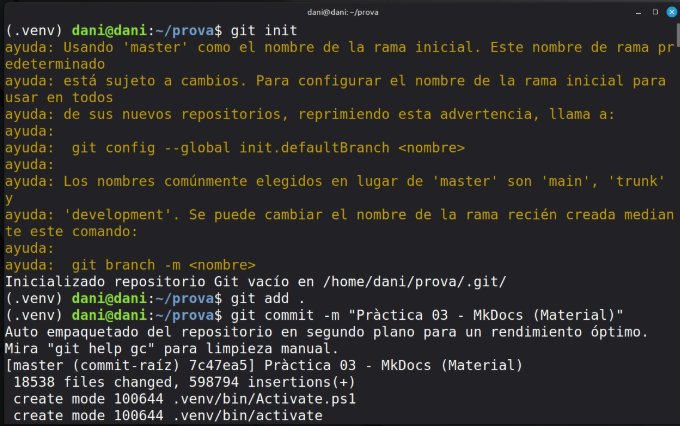 dani@dani: ~/prova
(.venv) dani@dani:~/prova$ git init
ayuda: Usando 'master' como el nombre de la rama inicial. Este nombre de rama pr
edeterminado
ayuda: está sujeto a cambios. Para configurar el nombre de la rama inicial para
usar en todos
ayuda: de sus nuevos repositorios, reprimiendo esta advertencia, llama a:
ayuda:
ayuda:  git config --global init.defaultBranch <nombre>
ayuda:
ayuda: Los nombres comúnmente elegidos en lugar de 'master' son 'main', 'trunk'
y
ayuda: 'development'. Se puede cambiar el nombre de la rama recién creada median
te este comando:
ayuda:
ayuda:  git branch -m <nombre>
Inicializado repositorio Git vacío en /home/dani/prova/.git/
(.venv) dani@dani:~/prova$ git add .
(.venv) dani@dani:~/prova$ git commit -m "Pràctica 03 - MkDocs (Material)"
Auto empaquetado del repositorio en segundo plano para un rendimiento óptimo.
Mira "git help gc" para limpieza manual.
[master (commit-raíz) 7c47ea5] Pràctica 03 - MkDocs (Material)
 18538 files changed, 598794 insertions(+)
 create mode 100644 .venv/bin/Activate.ps1
 create mode 100644 .venv/bin/activate